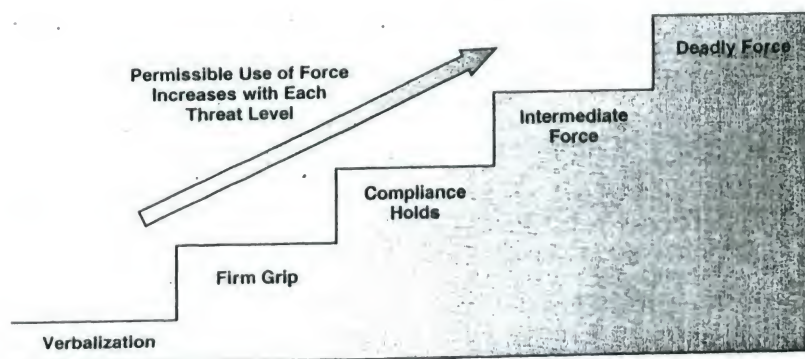 Permissible Use of Force
Increases with Each
Threat Level
Deadly Force
Intermediate
Force
Compliance
Holds
Firm Grip
Verbalization